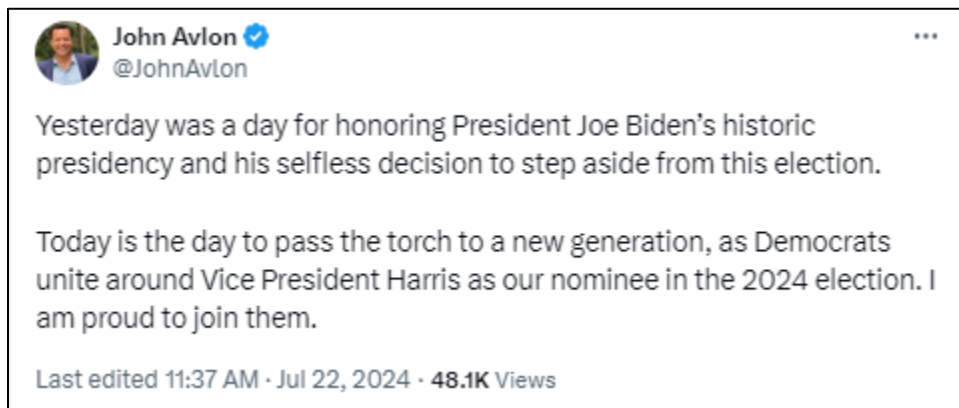 John Avlon
@JohnAvlon
Yesterday was a day for honoring President Joe Biden’s historic
presidency and his selfless decision to step aside from this election.
Today is the day to pass the torch to a new generation, as Democrats
unite around Vice President Harris as our nominee in the 2024 election. I
am proud to join them.
Last edited 11:37 AM · Jul 22, 2024 · 48.1K Views